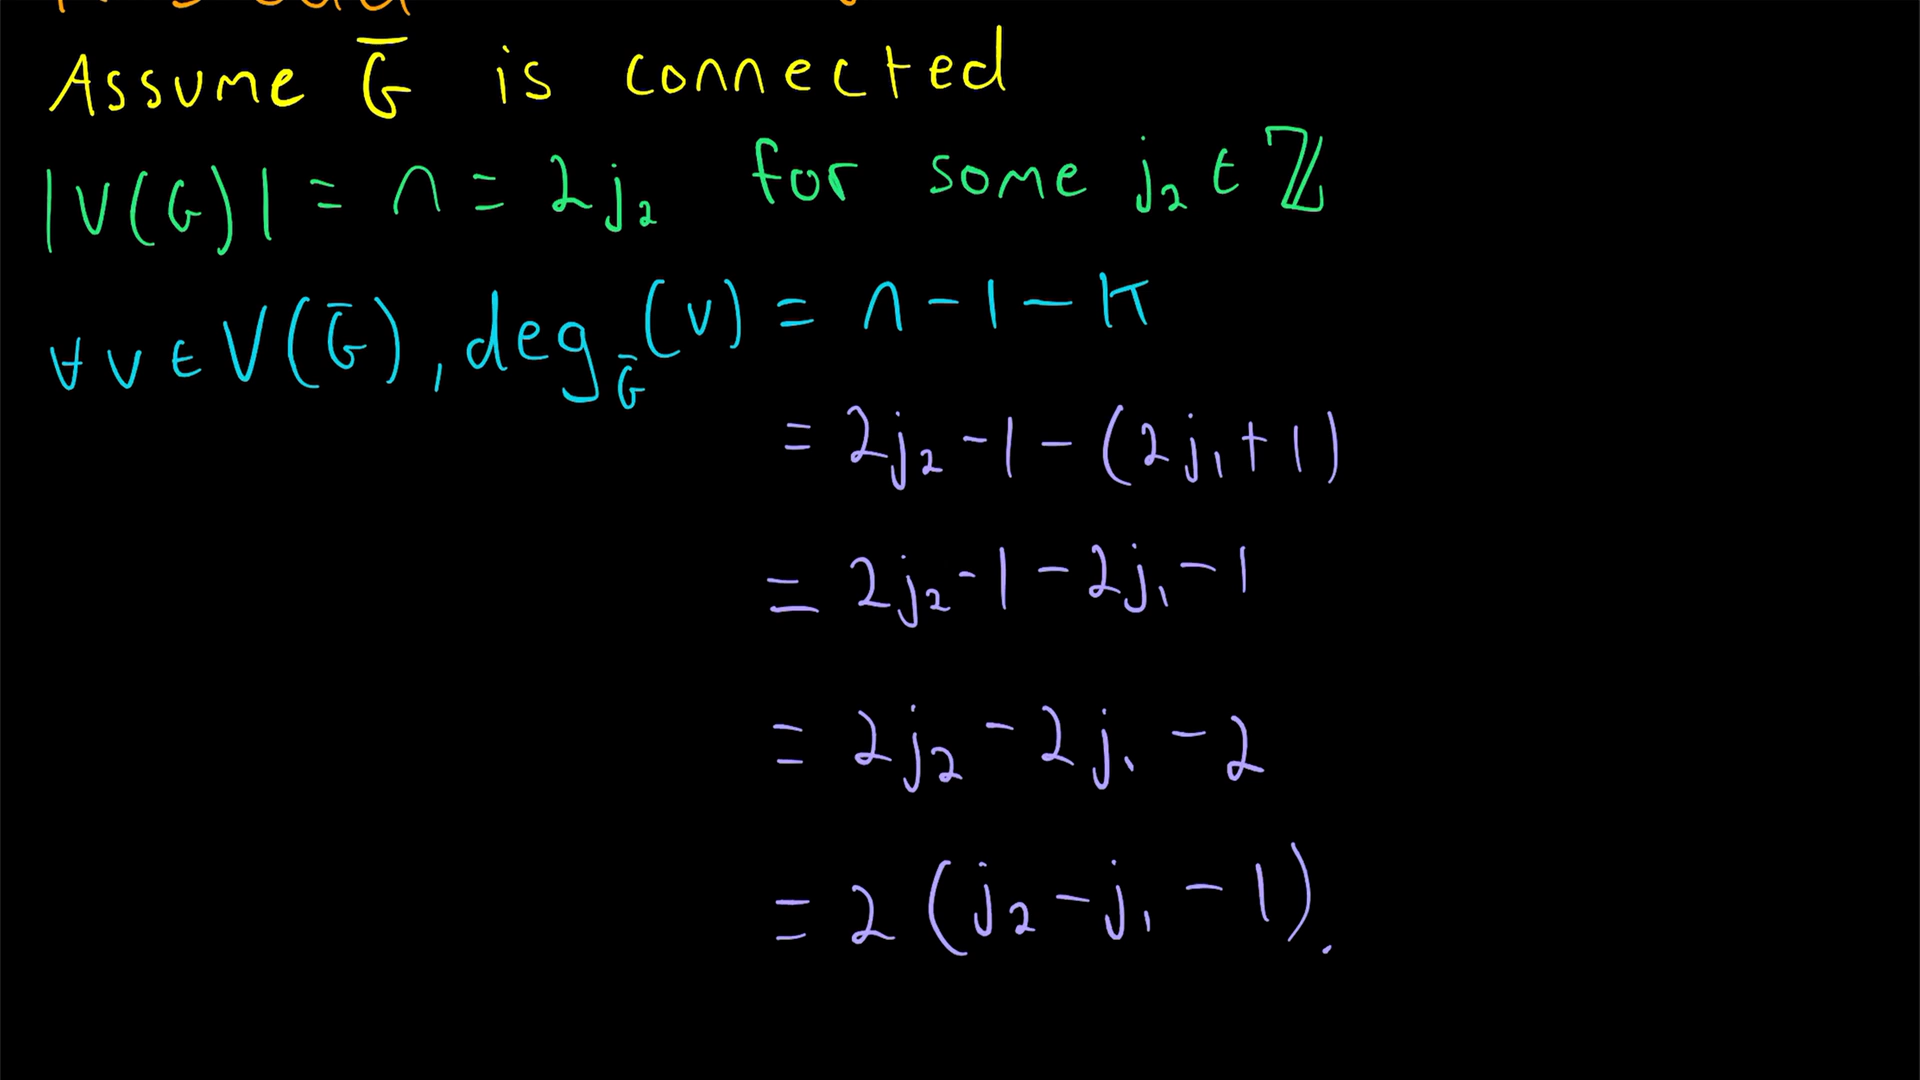 Assume G̅ is connected
|V(G)| = n = 2j₂ for some j₂ ∈ ℤ
∀ v ∈ V(G̅), deg_G̅(v) = n - 1 - k
= 2j₂ - 1 - (2j₁ + 1)
= 2j₂ - 1 - 2j₁ - 1
= 2j₂ - 2j₁ - 2
= 2(j₂ - j₁ - 1).